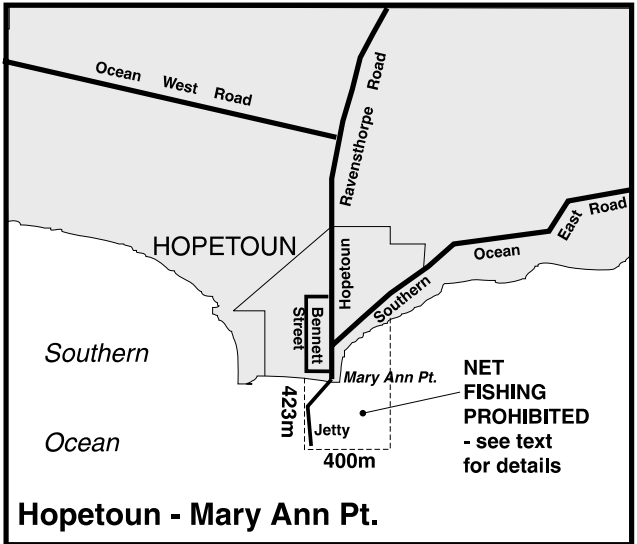 Ocean West Road
Ravensthorpe Road
HOPETOUN
Hopetoun
Southern
Ocean
East Road
Bennett
Street
Southern
Ocean
Mary Ann Pt.
423m
Jetty
400m
NET
FISHING
PROHIBITED
- see text
for details
Hopetoun - Mary Ann Pt.